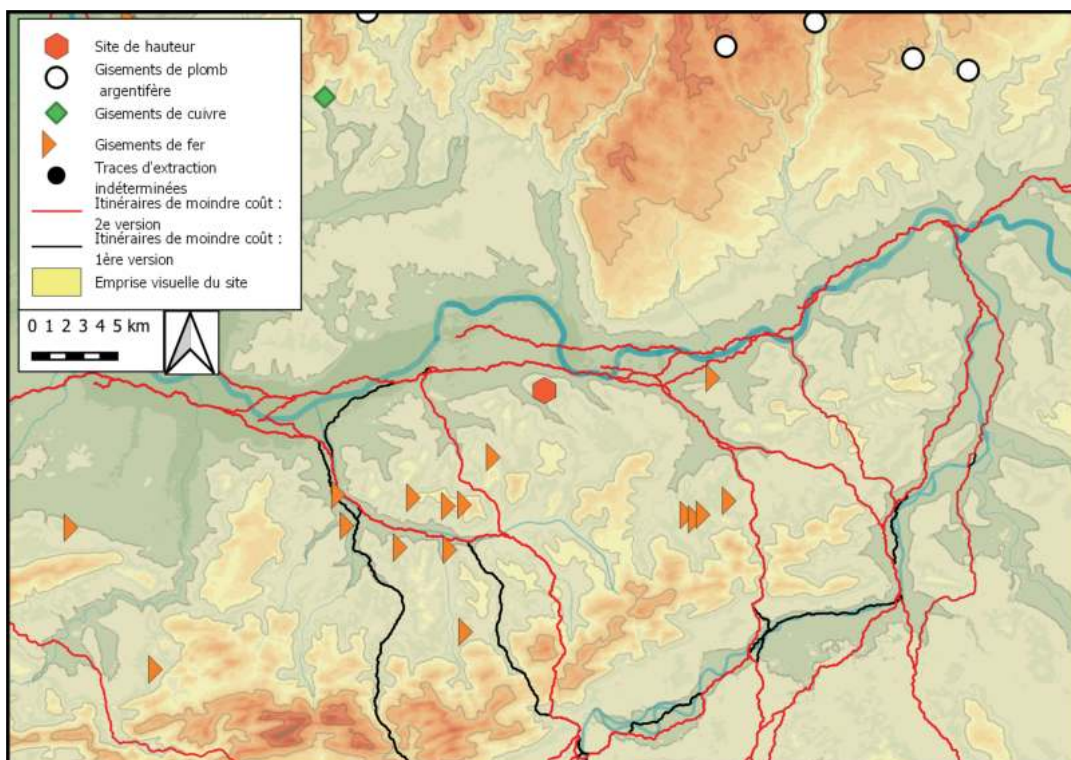 Site de hauteur
Gisements de plomb
argentifère
Gisements de cuivre
Gisements de fer
Traces d'extraction
indéterminées
Itinéraires de moindre coût :
2e version
Itinéraires de moindre coût :
1ère version
Emprise visuelle du site
0 1 2 3 4 5 km